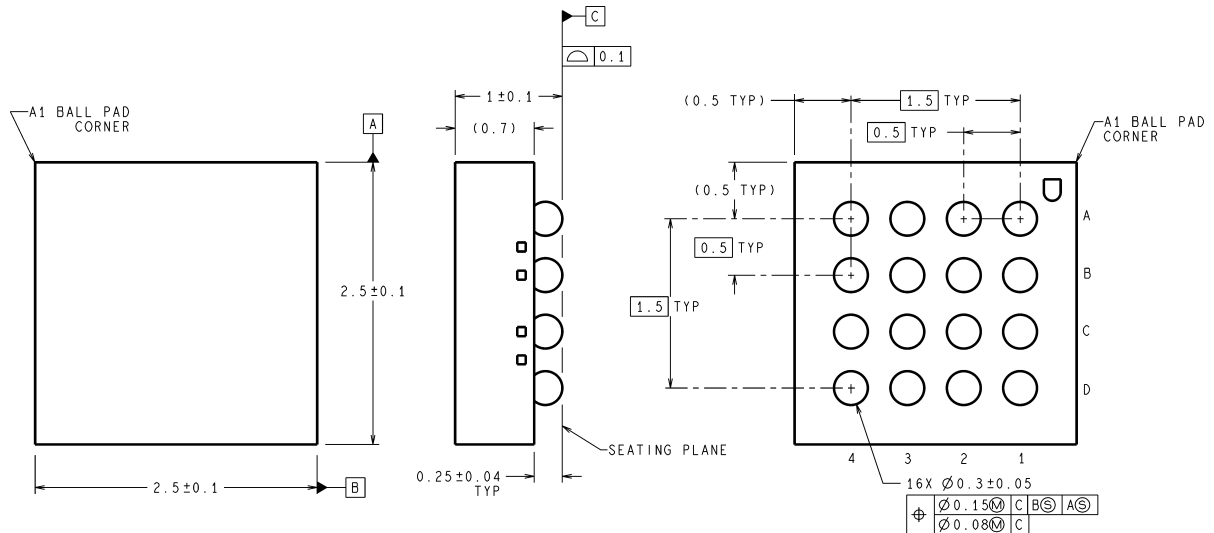 A1 BALL PAD
CORNER
A
2.5±0.1
2.5±0.1
B
C
⌓ 0.1
1±0.1
(0.7)
0.25±0.04
TYP
SEATING PLANE
(0.5 TYP)
1.5 TYP
0.5 TYP
A1 BALL PAD
CORNER
(0.5 TYP)
0.5 TYP
1.5 TYP
A
B
C
D
4 3 2 1
16X Ø0.3±0.05
⌖ Ø0.15Ⓜ C BⓈ AⓈ
Ø0.08Ⓜ C